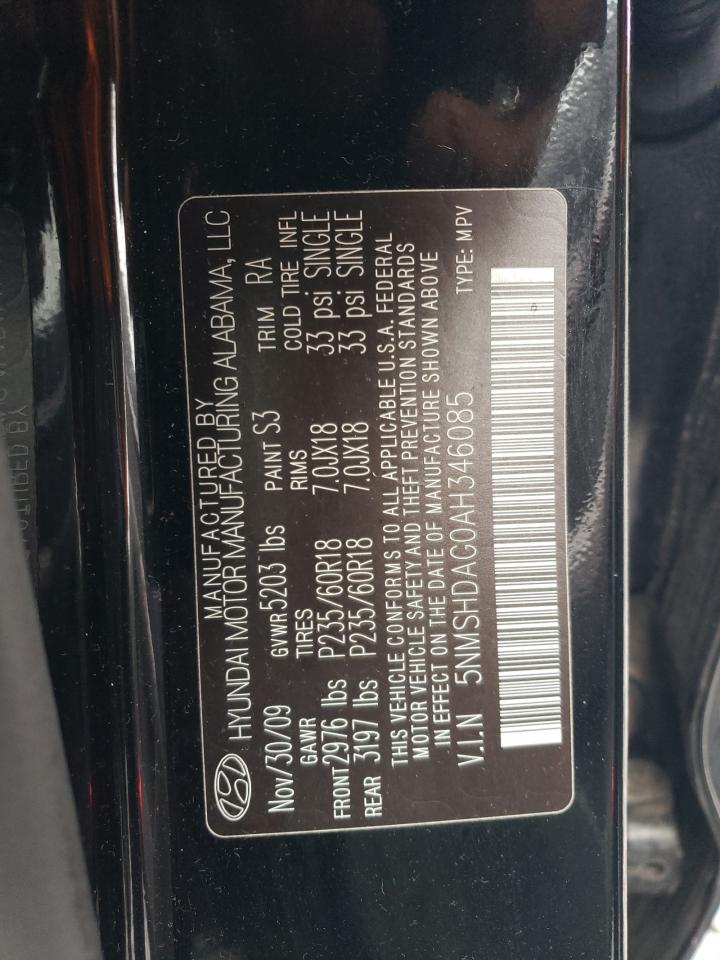 MANUFACTURED BY
HYUNDAI MOTOR MANUFACTURING ALABAMA, LLC
Nov/30/09 GVWR 5203 lbs PAINT S3 TRIM RA
GAWR TIRES RIMS COLD TIRE INFL
FRONT 2976 lbs P235/60R18 7.0JX18 33 psi. SINGLE
REAR 3197 lbs P235/60R18 7.0JX18 33 psi SINGLE
THIS VEHICLE CONFORMS TO ALL APPLICABLE U.S.A. FEDERAL
MOTOR VEHICLE SAFETY AND THEFT PREVENTION STANDARDS
IN EFFECT ON THE DATE OF MANUFACTURE SHOWN ABOVE
V.I.N 5NMSHDAG0AH346085 TYPE: MPV